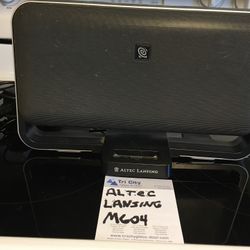 ALTEC LANSING
Tri City
ALTEC
LANSING
M604